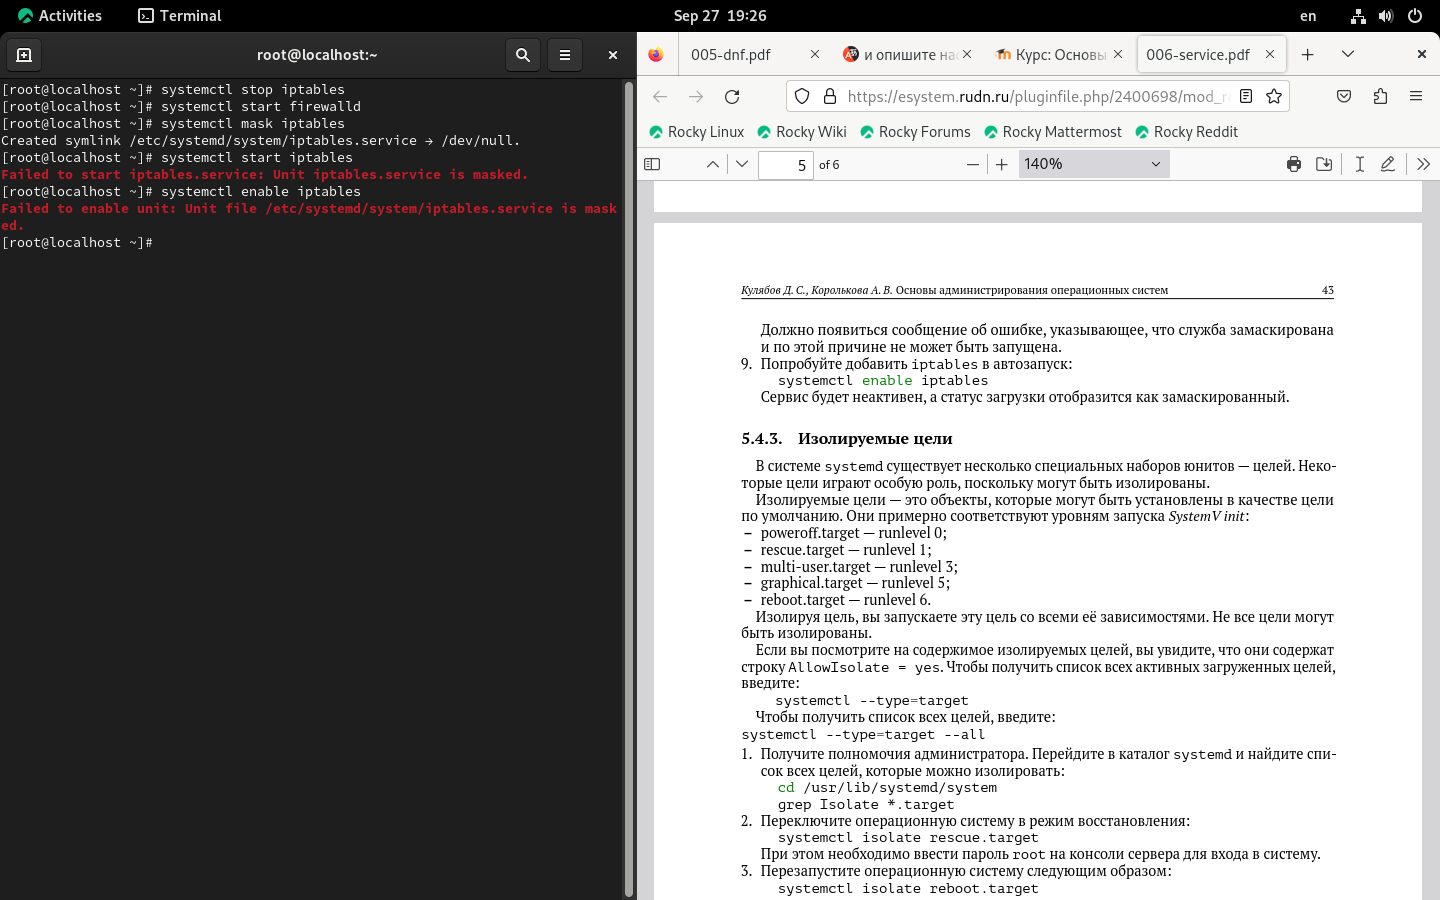 Activities Terminal Sep 27 19:26 en
root@localhost:~
[root@localhost ~]# systemctl stop iptables
[root@localhost ~]# systemctl start firewalld
[root@localhost ~]# systemctl mask iptables
Created symlink /etc/systemd/system/iptables.service → /dev/null.
[root@localhost ~]# systemctl start iptables
Failed to start iptables.service: Unit iptables.service is masked.
[root@localhost ~]# systemctl enable iptables
Failed to enable unit: Unit file /etc/systemd/system/iptables.service is mask
ed.
[root@localhost ~]#
005-dnf.pdf и опишите на Курс: Основы 006-service.pdf
https://esystem.rudn.ru/pluginfile.php/2400698/mod_r
Rocky Linux Rocky Wiki Rocky Forums Rocky Mattermost Rocky Reddit
5 of 6 140%
Кулябов Д. С., Королькова А. В. Основы администрирования операционных систем 43
Должно появиться сообщение об ошибке, указывающее, что служба замаскирована
и по этой причине не может быть запущена.
9. Попробуйте добавить iptables в автозапуск:
systemctl enable iptables
Сервис будет неактивен, а статус загрузки отобразится как замаскированный.
5.4.3. Изолируемые цели
В системе systemd существует несколько специальных наборов юнитов — целей. Неко-
торые цели играют особую роль, поскольку могут быть изолированы.
Изолируемые цели — это объекты, которые могут быть установлены в качестве цели
по умолчанию. Они примерно соответствуют уровням запуска SystemV init:
– poweroff.target — runlevel 0;
– rescue.target — runlevel 1;
– multi-user.target — runlevel 3;
– graphical.target — runlevel 5;
– reboot.target — runlevel 6.
Изолируя цель, вы запускаете эту цель со всеми её зависимостями. Не все цели могут
быть изолированы.
Если вы посмотрите на содержимое изолируемых целей, вы увидите, что они содержат
строку AllowIsolate = yes. Чтобы получить список всех активных загруженных целей,
введите:
systemctl --type=target
Чтобы получить список всех целей, введите:
systemctl --type=target --all
1. Получите полномочия администратора. Перейдите в каталог systemd и найдите спи-
сок всех целей, которые можно изолировать:
cd /usr/lib/systemd/system
grep Isolate *.target
2. Переключите операционную систему в режим восстановления:
systemctl isolate rescue.target
При этом необходимо ввести пароль root на консоли сервера для входа в систему.
3. Перезапустите операционную систему следующим образом:
systemctl isolate reboot.target